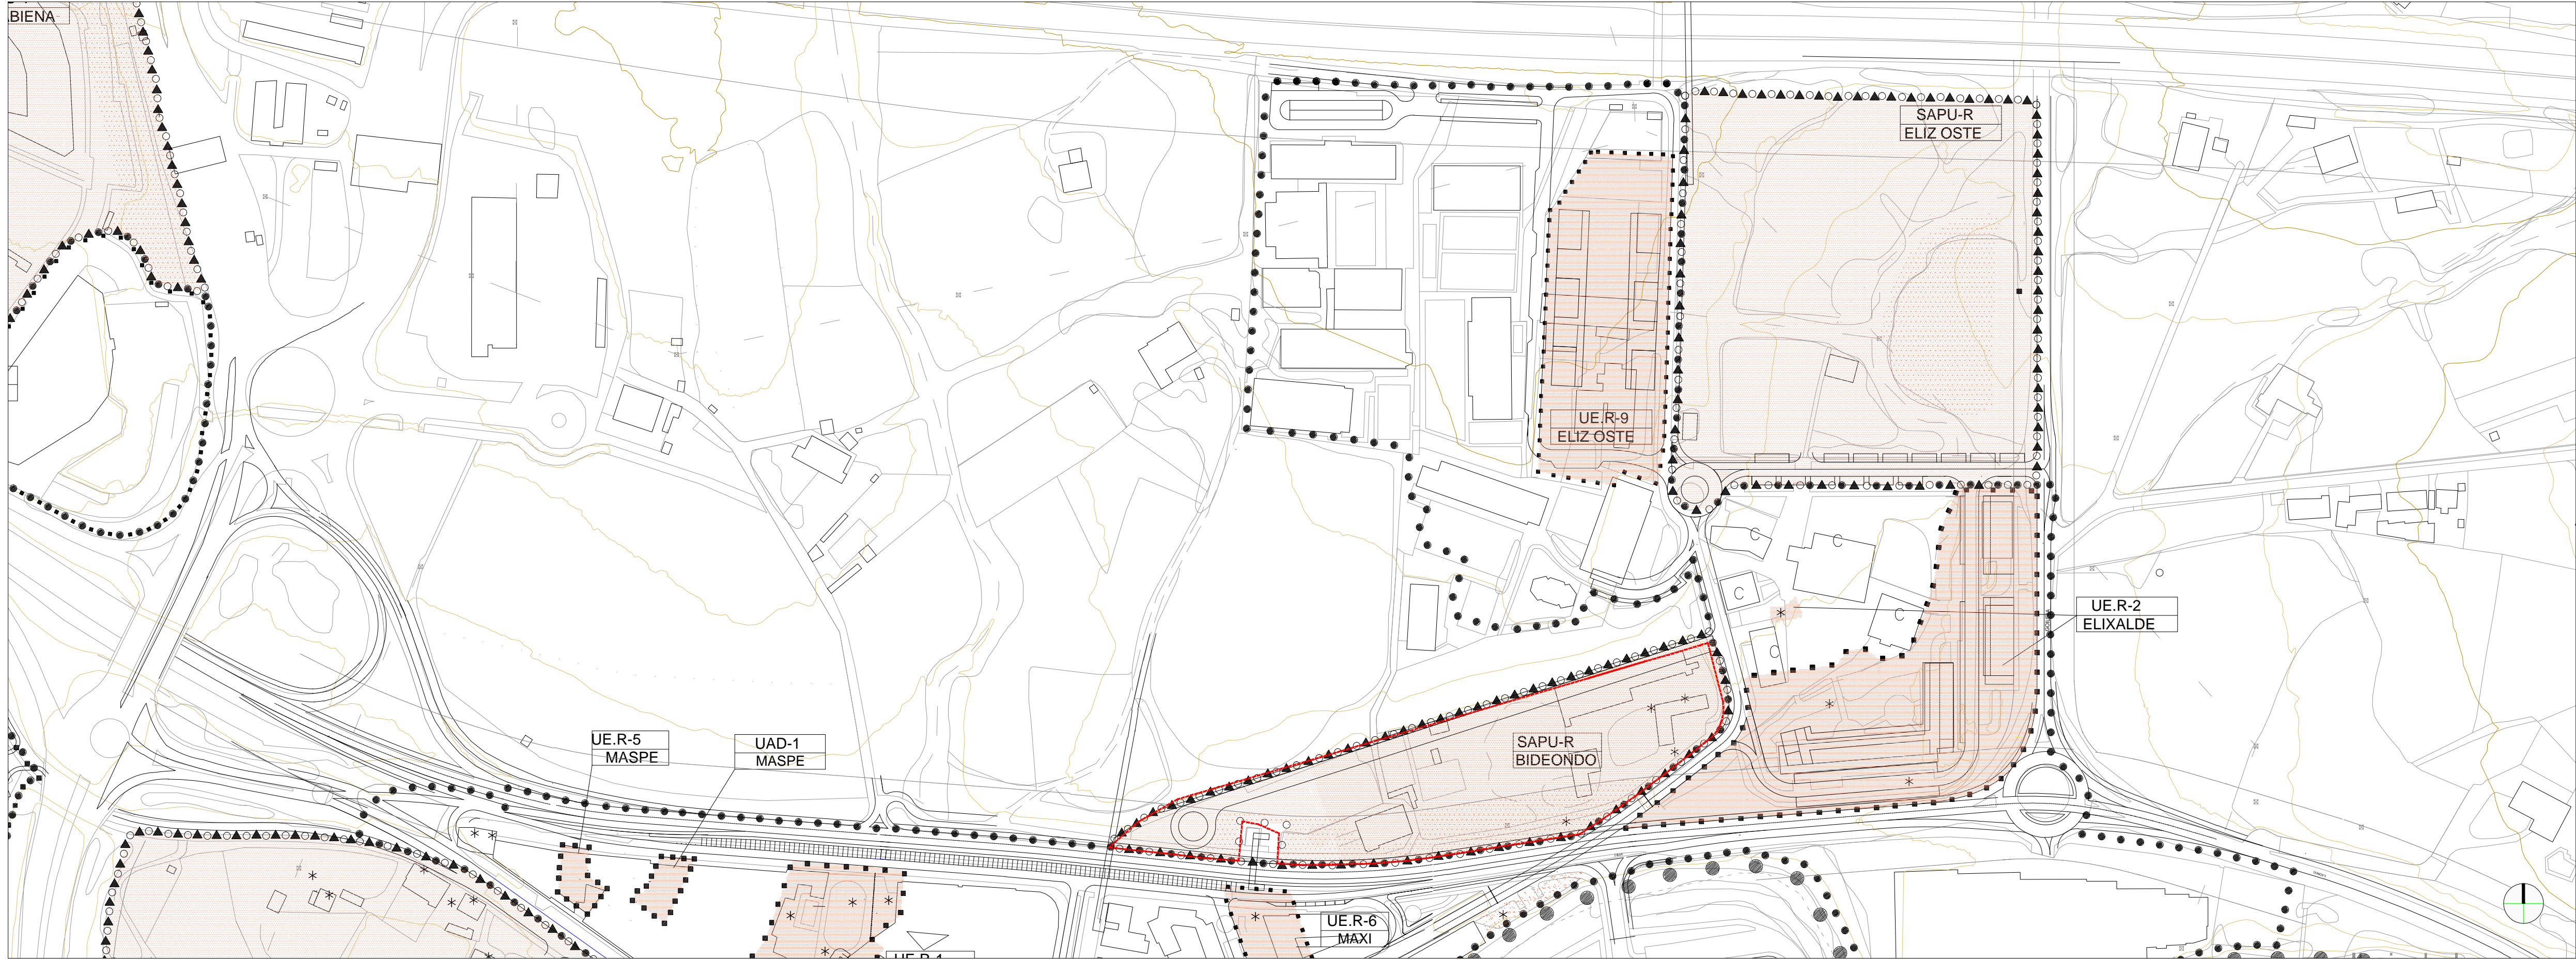 BIENA
SAPU-R
ELIZ OSTE
UE.R-9
ELIZ OSTE
C
C
C
C
C
UE.R-2
ELIXALDE
SAPU-R
BIDEONDO
UE.R-5
MASPE
UAD-1
MASPE
UE.R-6
MAXI